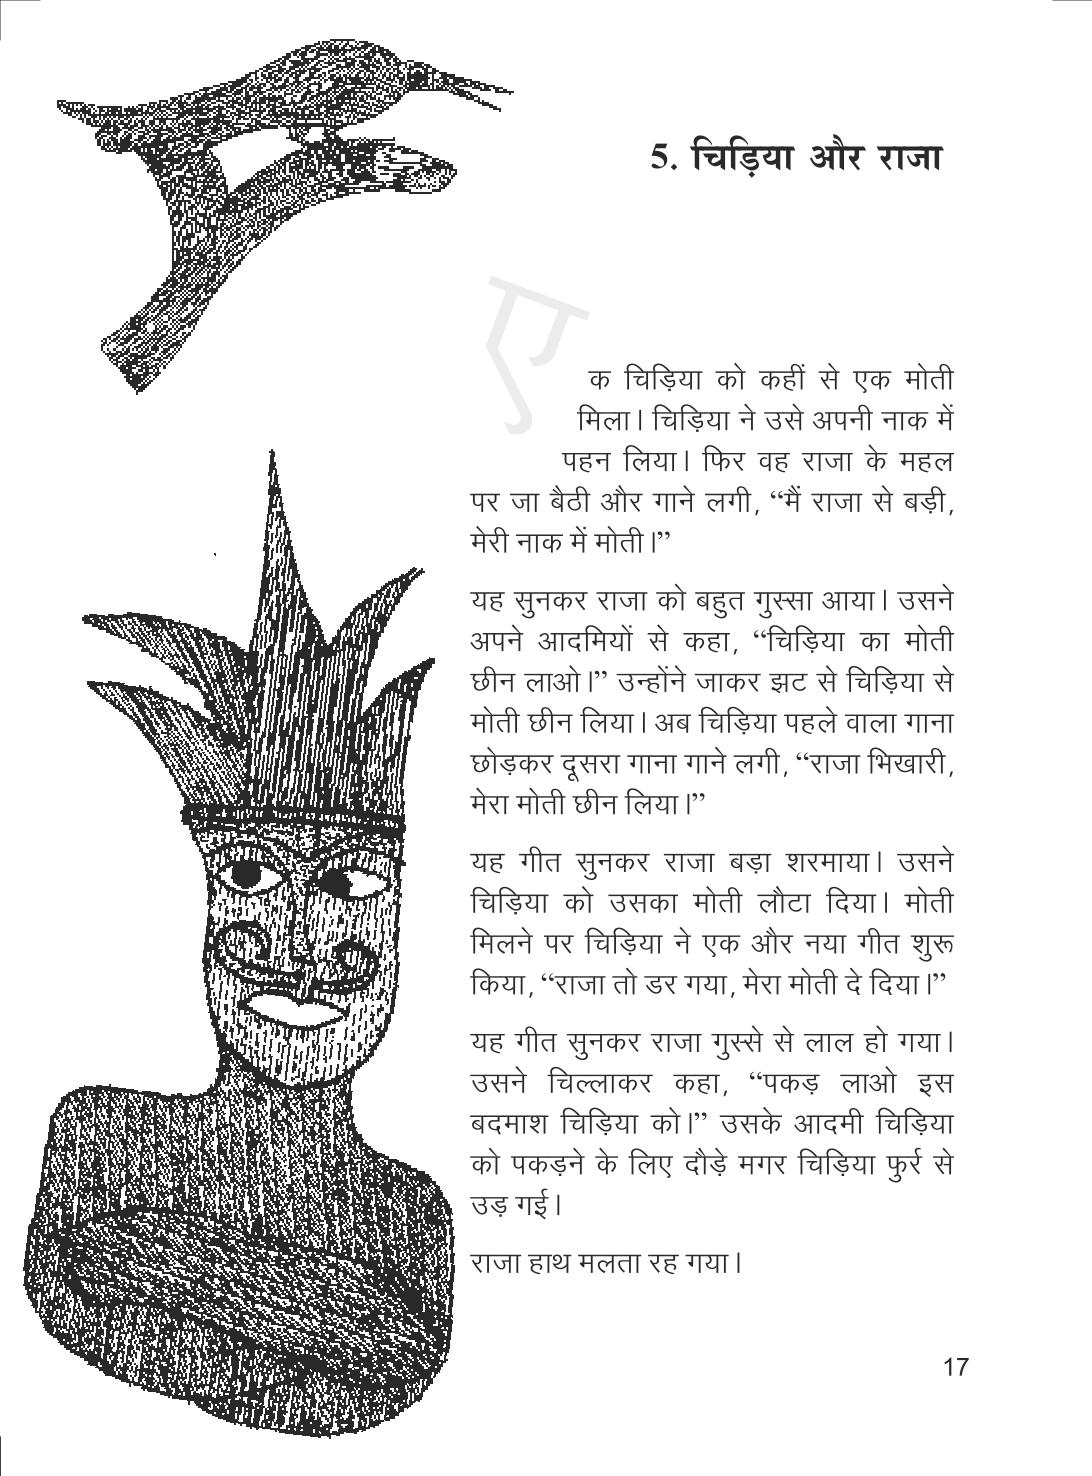 5. चिड़िया और राजा
एक चिड़िया को कहीं से एक मोती
मिला। चिड़िया ने उसे अपनी नाक में
पहन लिया। फिर वह राजा के महल
पर जा बैठी और गाने लगी, “मैं राजा से बड़ी,
मेरी नाक में मोती।”
यह सुनकर राजा को बहुत गुस्सा आया। उसने
अपने आदमियों से कहा, “चिड़िया का मोती
छीन लाओ।” उन्होंने जाकर झट से चिड़िया से
मोती छीन लिया। अब चिड़िया पहले वाला गाना
छोड़कर दूसरा गाना गाने लगी, “राजा भिखारी,
मेरा मोती छीन लिया।”
यह गीत सुनकर राजा बड़ा शरमाया। उसने
चिड़िया को उसका मोती लौटा दिया। मोती
मिलने पर चिड़िया ने एक और नया गीत शुरू
किया, “राजा तो डर गया, मेरा मोती दे दिया।”
यह गीत सुनकर राजा गुस्से से लाल हो गया।
उसने चिल्लाकर कहा, “पकड़ लाओ इस
बदमाश चिड़िया को।” उसके आदमी चिड़िया
को पकड़ने के लिए दौड़े मगर चिड़िया फुर्र से
उड़ गई।
राजा हाथ मलता रह गया।
17